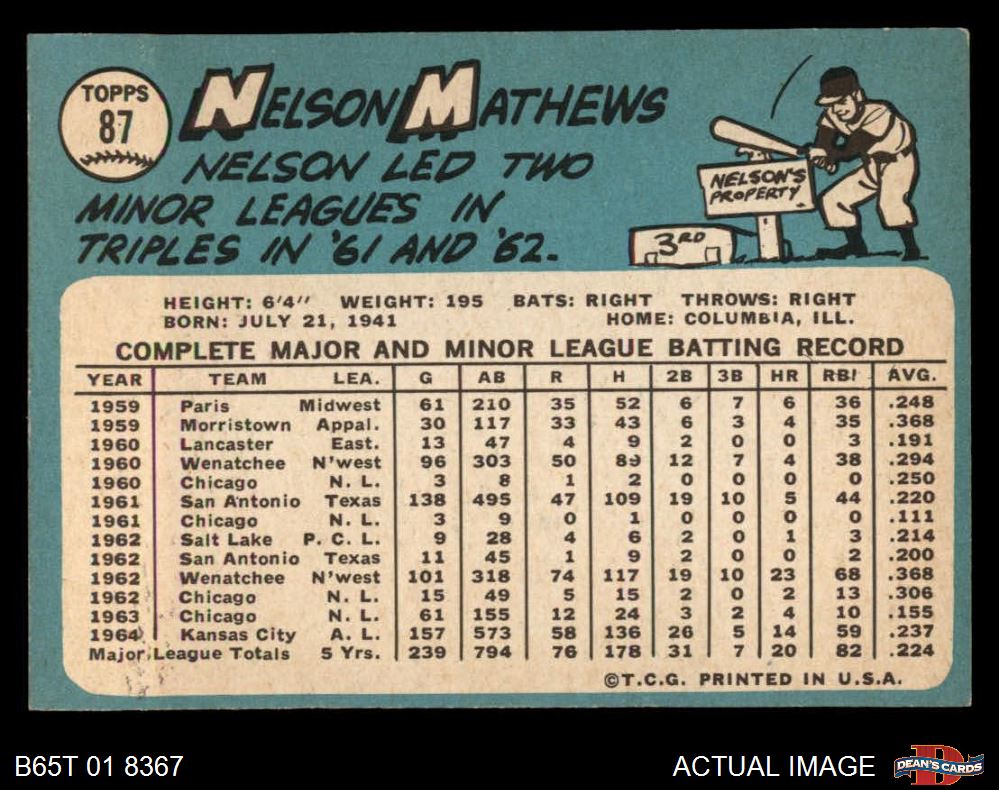 TOPPS
87
NELSON MATHEWS
NELSON LED TWO
MINOR LEAGUES IN
TRIPLES IN '61 AND '62.
NELSON'S
PROPERTY
3RD
HEIGHT: 6'4" WEIGHT: 195 BATS: RIGHT THROWS: RIGHT
BORN: JULY 21, 1941 HOME: COLUMBIA, ILL.
COMPLETE MAJOR AND MINOR LEAGUE BATTING RECORD
YEAR TEAM LEA. G AB R H 2B 3B HR RBI AVG.
1959 Paris Midwest 61 210 35 52 6 7 6 36 .248
1959 Morristown Appal. 30 117 33 43 6 3 4 35 .368
1960 Lancaster East. 13 47 4 9 2 0 0 3 .191
1960 Wenatchee N'west 96 303 50 89 12 7 4 38 .294
1960 Chicago N. L. 3 8 1 2 0 0 0 0 .250
1961 San Antonio Texas 138 495 47 109 19 10 5 44 .220
1961 Chicago N. L. 3 9 0 1 0 0 0 0 .111
1962 Salt Lake P. C. L. 9 28 4 6 2 0 1 3 .214
1962 San Antonio Texas 11 45 1 9 2 0 0 2 .200
1962 Wenatchee N'west 101 318 74 117 19 10 23 68 .368
1962 Chicago N. L. 15 49 5 15 2 0 2 13 .306
1963 Chicago N. L. 61 155 12 24 3 2 4 10 .155
1964 Kansas City A. L. 157 573 58 136 26 5 14 59 .237
Major League Totals 5 Yrs. 239 794 76 178 31 7 20 82 .224
©T.C.G. PRINTED IN U.S.A.
B65T 01 8367
ACTUAL IMAGE
DEAN'S CARDS